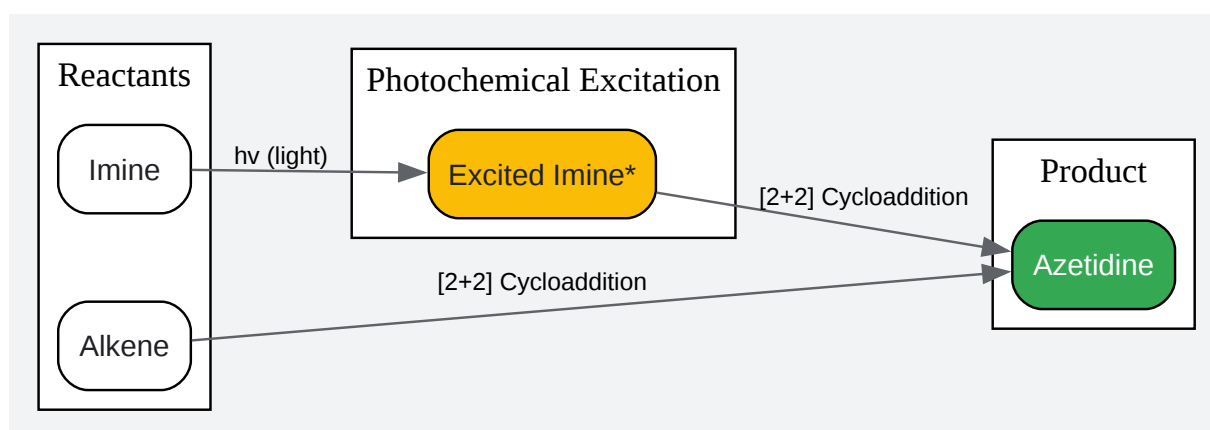 Reactants
Imine
Alkene
hv (light)
Photochemical Excitation
Excited Imine*
[2+2] Cycloaddition
[2+2] Cycloaddition
Product
Azetidine